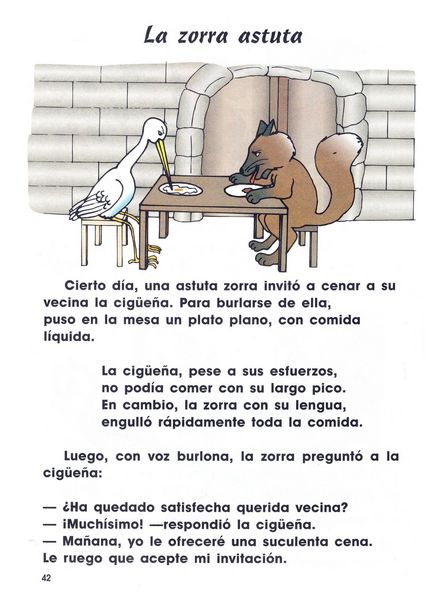 La zorra astuta
Cierto día, una astuta zorra invitó a cenar a su
vecina la cigüeña. Para burlarse de ella,
puso en la mesa un plato plano, con comida
líquida.
La cigüeña, pese a sus esfuerzos,
no podía comer con su largo pico.
En cambio, la zorra con su lengua,
engulló rápidamente toda la comida.
Luego, con voz burlona, la zorra preguntó a la
cigüeña:
— ¿Ha quedado satisfecha querida vecina?
— ¡Muchísimo! —respondió la cigüeña.
— Mañana, yo le ofreceré una suculenta cena.
Le ruego que acepte mi invitación.
42